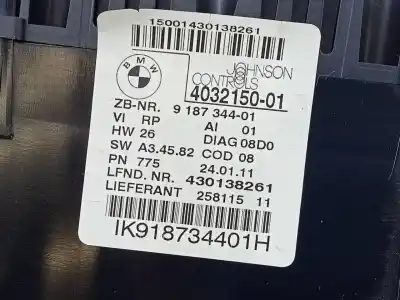 15001430138261
BMW
JOHNSON
CONTROLS
4032150-01
ZB-NR. 9 187 344-01
VI RP AI 01
HW 26 DIAG 08D0
SW A3.45.82 COD 08
PN 775 24.01.11
LFND. NR. 430138261
LIEFERANT 258115 11
IK918734401H